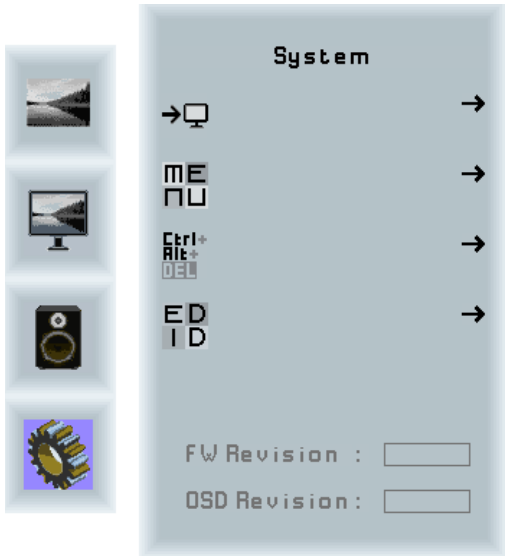 System
ME
NU
Ctrl+
Alt+
DEL
ED
ID
FW Revision :
OSD Revision :